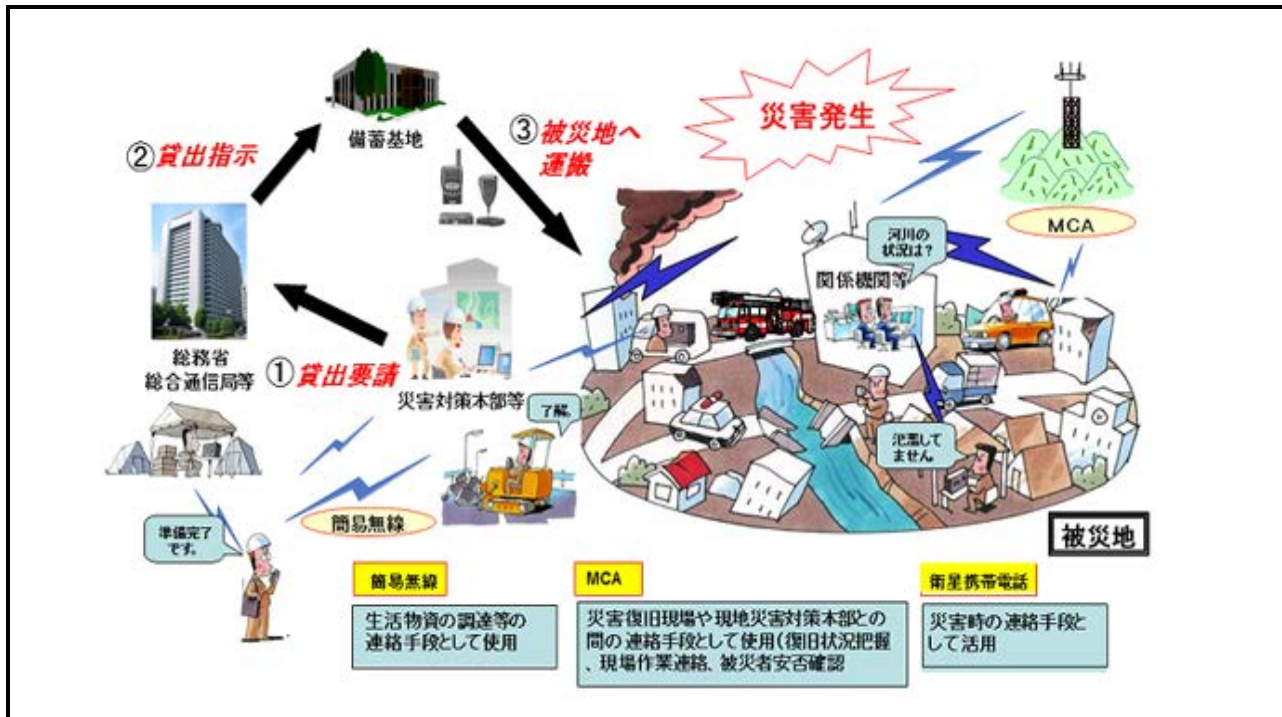 災害発生
備蓄基地
②貸出指示
③被災地へ
運搬
MCA
河川の
状況は?
関係機関等
総務省
総合通信局等
①貸出要請
災害対策本部等
了解。
氾濫して
ません
準備完了
です。
簡易無線
被災地
簡易無線
生活物資の調達等の
連絡手段として使用
MCA
災害復旧現場や現地災害対策本部との
間の連絡手段として使用(復旧状況把握
、現場作業連絡、被災者安否確認
衛星携帯電話
災害時の連絡手段と
して活用